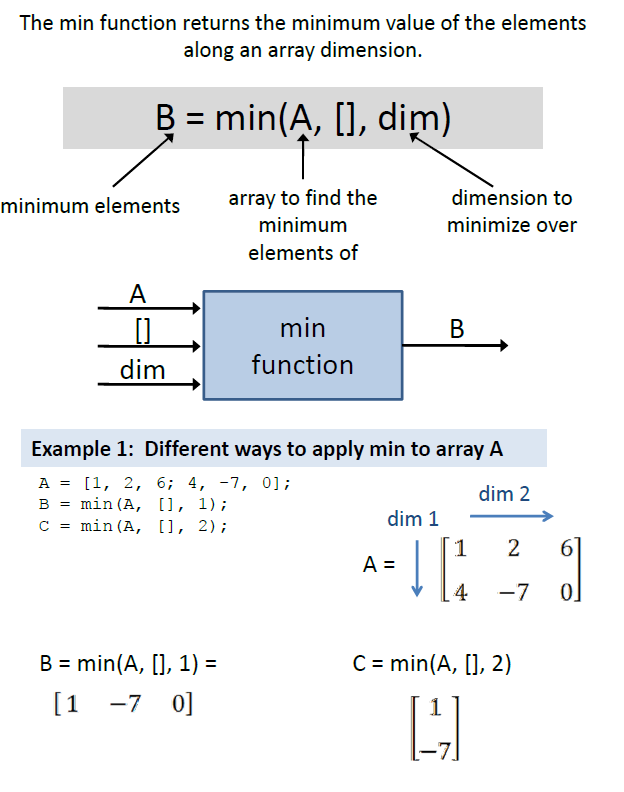 The min function returns the minimum value of the elements
along an array dimension.
B = min(A, [], dim)
minimum elements
array to find the
minimum
elements of
dimension to
minimize over
A
[]
dim
min
function
B
Example 1: Different ways to apply min to array A
A = [1, 2, 6; 4, -7, 0];
B = min(A, [], 1);
C = min(A, [], 2);
dim 2
dim 1
A =
[1 2 6]
[4 −7 0]
B = min(A, [], 1) =
[1 −7 0]
C = min(A, [], 2)
[1]
[−7]